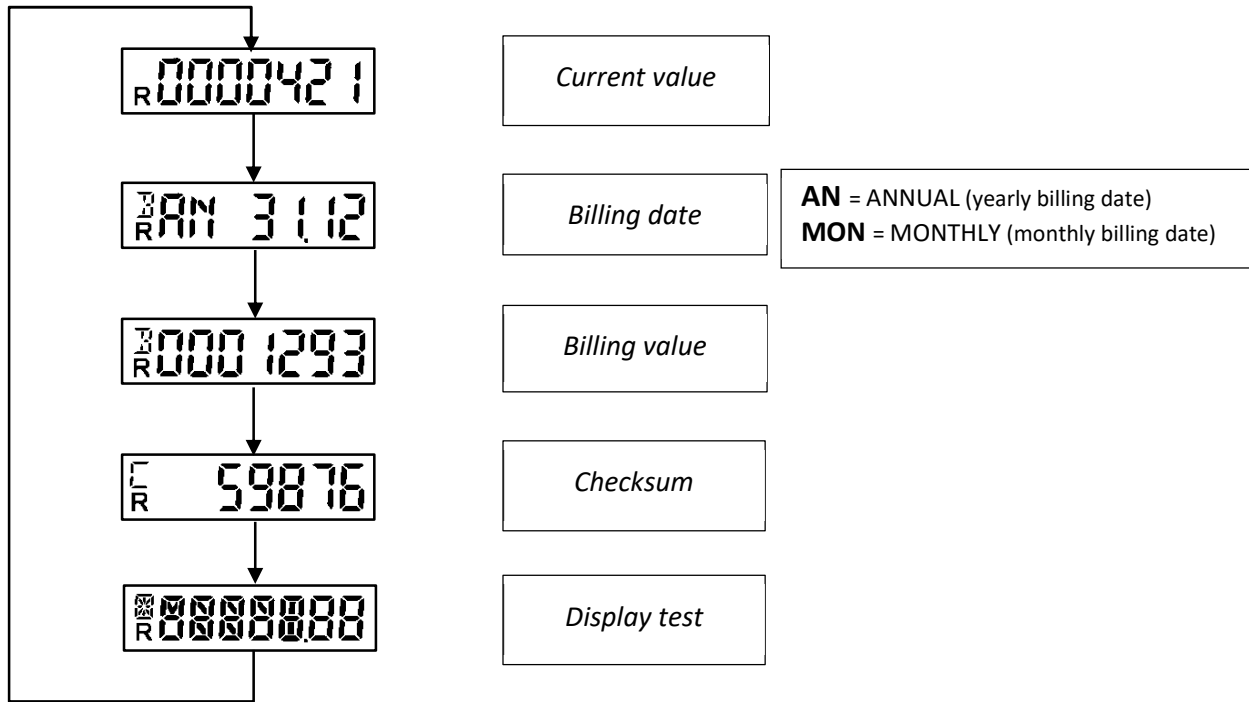 R0000421
Current value
B
RAN 31.12
Billing date
AN = ANNUAL (yearly billing date)
MON = MONTHLY (monthly billing date)
B
R0001293
Billing value
C
R 59876
Checksum
R
Display test